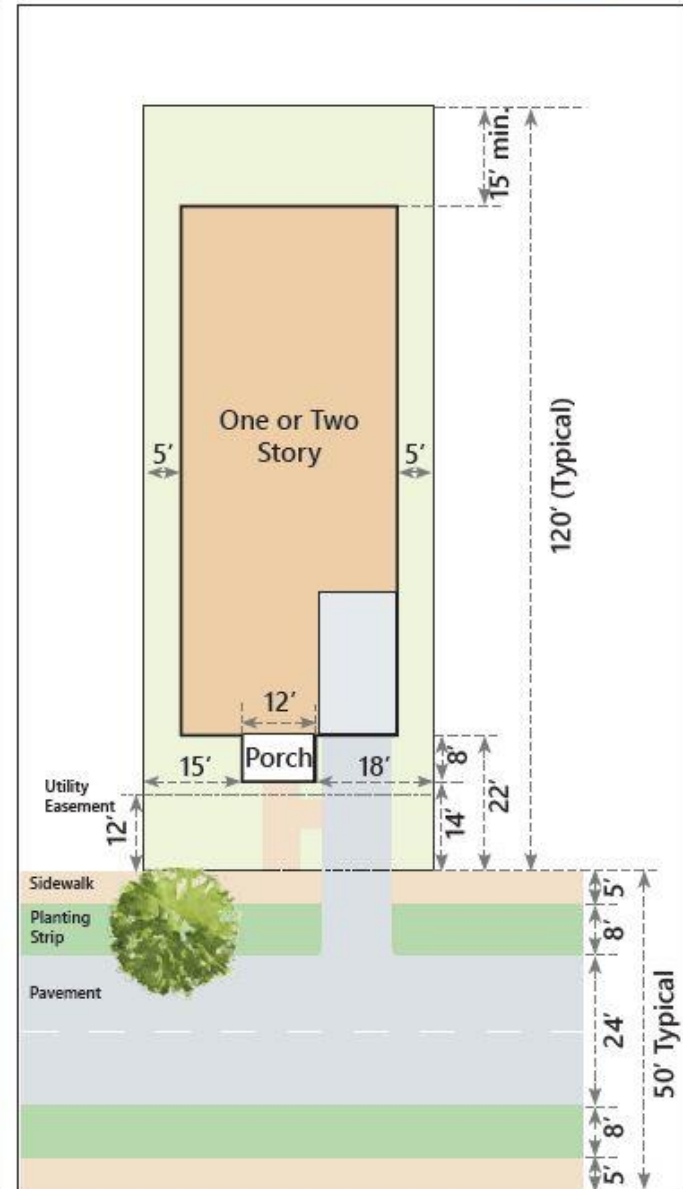 15’ min.
120’ (Typical)
One or Two
Story
5’
5’
12’
Porch
15’
18’
8’
22’
14’
Utility
Easement
12’
Sidewalk
5’
Planting
Strip
8’
Pavement
24’
50’ Typical
8’
5’